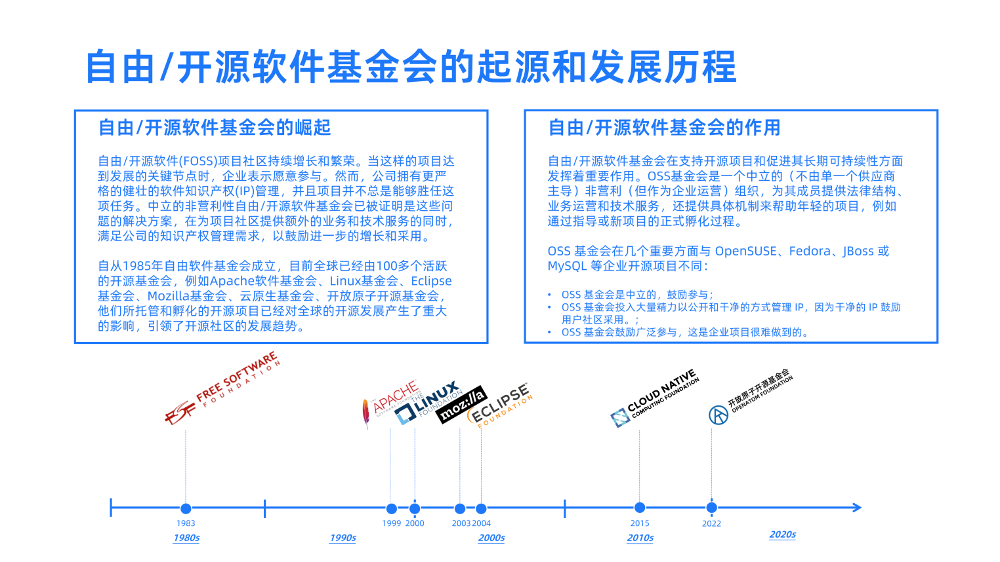 自由/开源软件基金会的起源和发展历程
自由/开源软件基金会的崛起
自由/开源软件(FOSS)项目社区持续增长和繁荣。当这样的项目达
到发展的关键节点时，企业表示愿意参与。然而，公司拥有更严
格的健壮的软件知识产权(IP)管理，并且项目并不总是能够胜任这
项任务。中立的非营利性自由/开源软件基金会已被证明是这些问
题的解决方案，在为项目社区提供额外的业务和技术服务的同时，
满足公司的知识产权管理需求，以鼓励进一步的增长和采用。
自从1985年自由软件基金会成立，目前全球已经由100多个活跃
的开源基金会，例如Apache软件基金会、Linux基金会、Eclipse
基金会、Mozilla基金会、云原生基金会、开放原子开源基金会，
他们所托管和孵化的开源项目已经对全球的开源发展产生了重大
的影响，引领了开源社区的发展趋势。
自由/开源软件基金会的作用
自由/开源软件基金会在支持开源项目和促进其长期可持续性方面
发挥着重要作用。OSS基金会是一个中立的（不由单一个供应商
主导）非营利（但作为企业运营）组织，为其成员提供法律结构、
业务运营和技术服务，还提供具体机制来帮助年轻的项目，例如
通过指导或新项目的正式孵化过程。
OSS 基金会在几个重要方面与 OpenSUSE、Fedora、JBoss 或
MySQL 等企业开源项目不同：
• OSS 基金会是中立的，鼓励参与；
• OSS 基金会投入大量精力以公开和干净的方式管理 IP，因为干净的 IP 鼓励
用户社区采用。；
• OSS 基金会鼓励广泛参与，这是企业项目很难做到的。
FSF FREE SOFTWARE
FOUNDATION
THE
APACHE
SOFTWARE FOUNDATION
THE
LINUX
FOUNDATION
moz://a
ECLIPSE
FOUNDATION
CLOUD NATIVE
COMPUTING FOUNDATION
开放原子开源基金会
OPENATOM FOUNDATION
1983
1999
2000
2003
2004
2015
2022
1980s
1990s
2000s
2010s
2020s